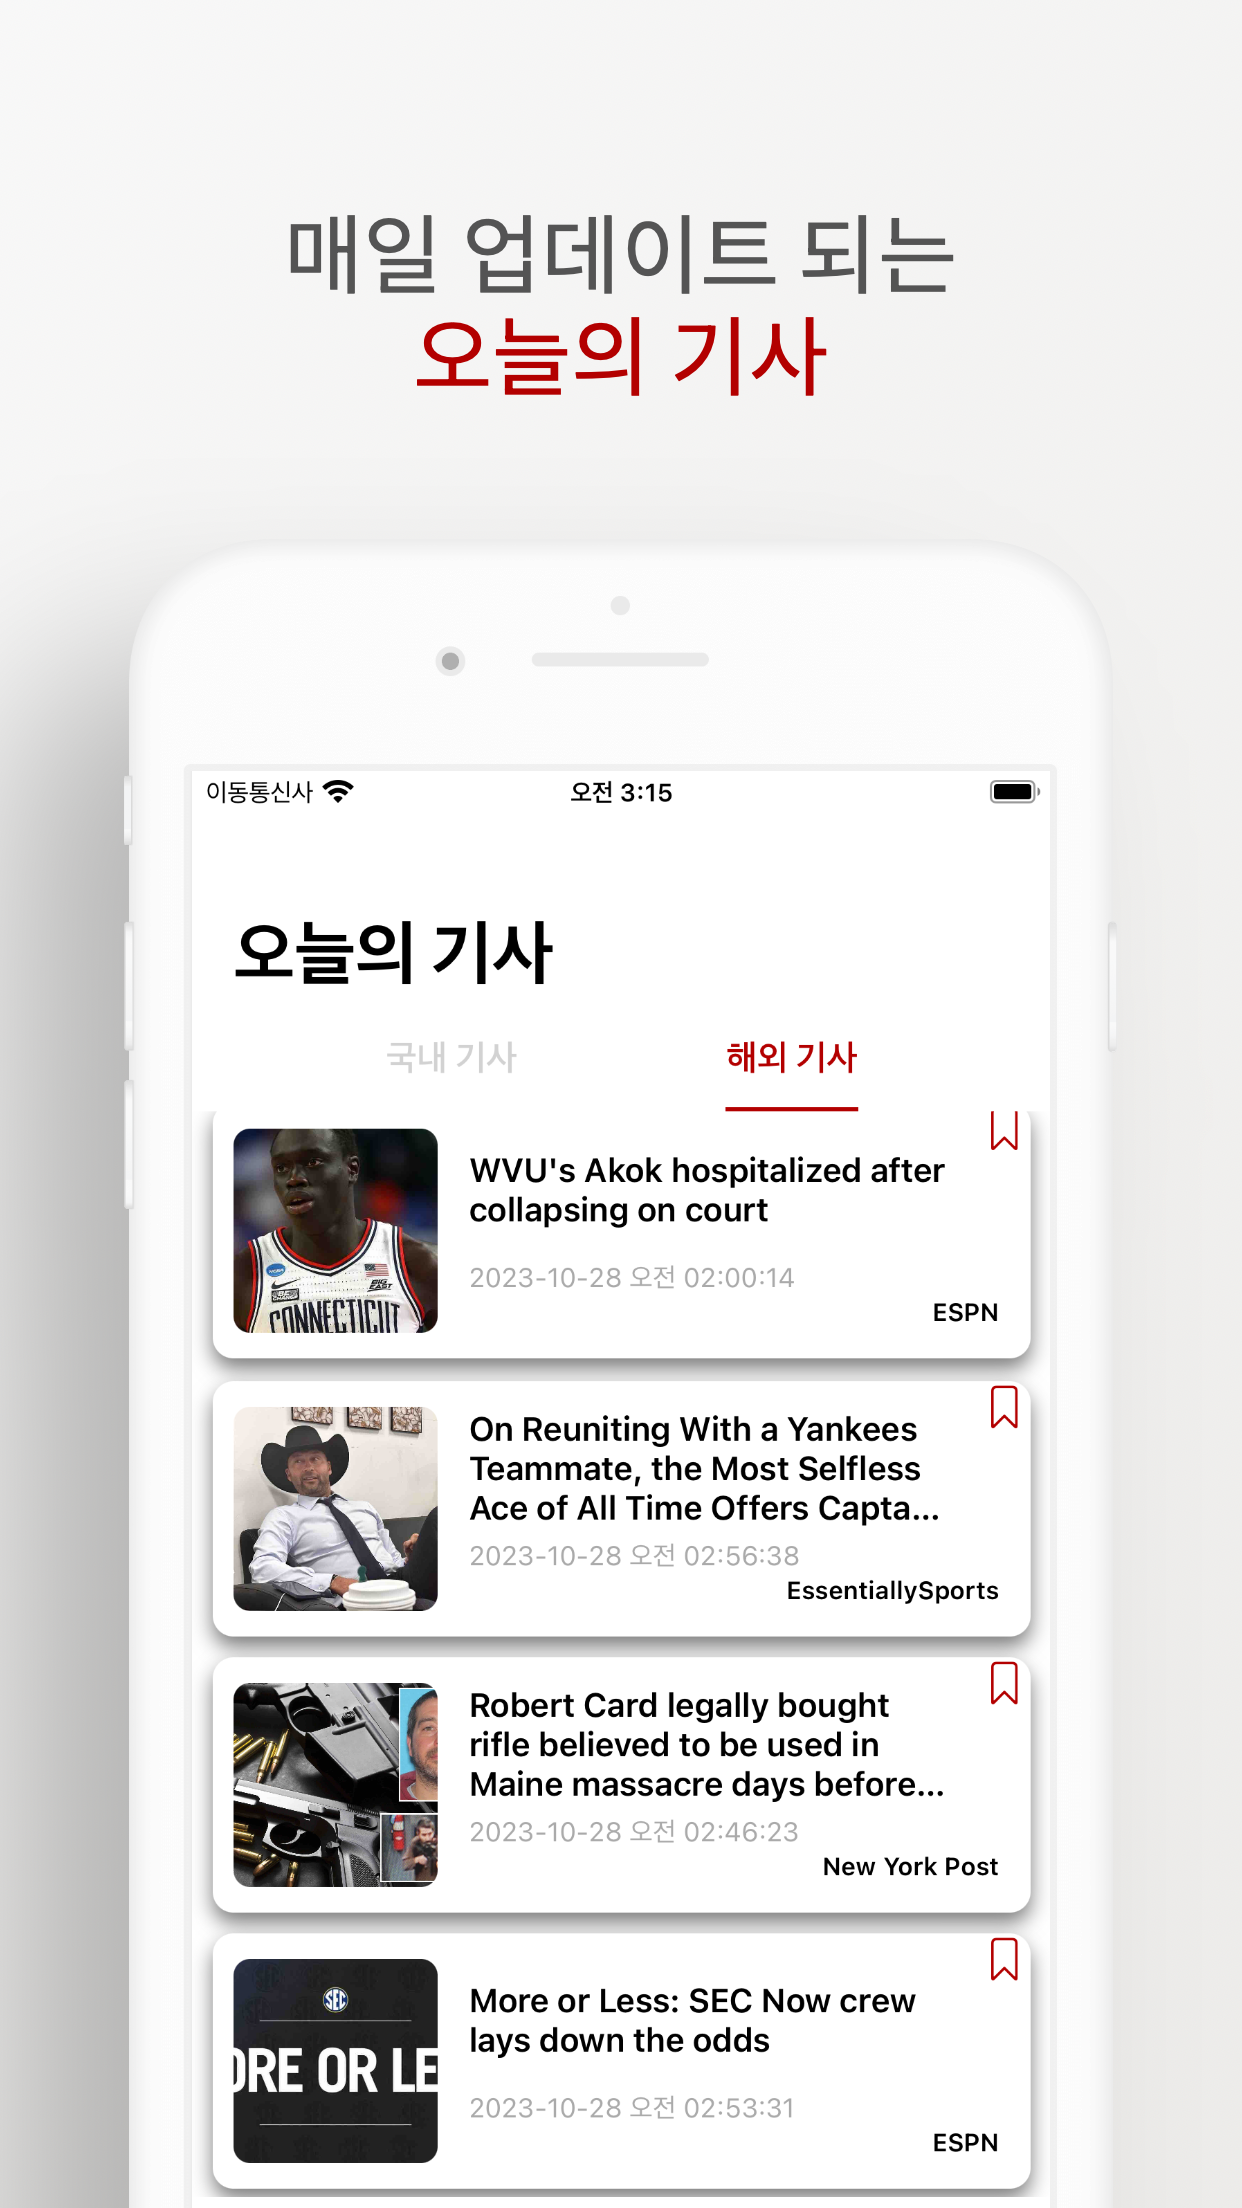 매일 업데이트 되는
오늘의 기사
이동통신사
오전 3:15
오늘의 기사
국내 기사
해외 기사
WVU's Akok hospitalized after
collapsing on court
2023-10-28 오전 02:00:14
ESPN
BIG
EAST
CONNECTICUT
On Reuniting With a Yankees
Teammate, the Most Selfless
Ace of All Time Offers Capta...
2023-10-28 오전 02:56:38
EssentiallySports
Robert Card legally bought
rifle believed to be used in
Maine massacre days before...
2023-10-28 오전 02:46:23
New York Post
SEC
ORE OR LE
More or Less: SEC Now crew
lays down the odds
2023-10-28 오전 02:53:31
ESPN